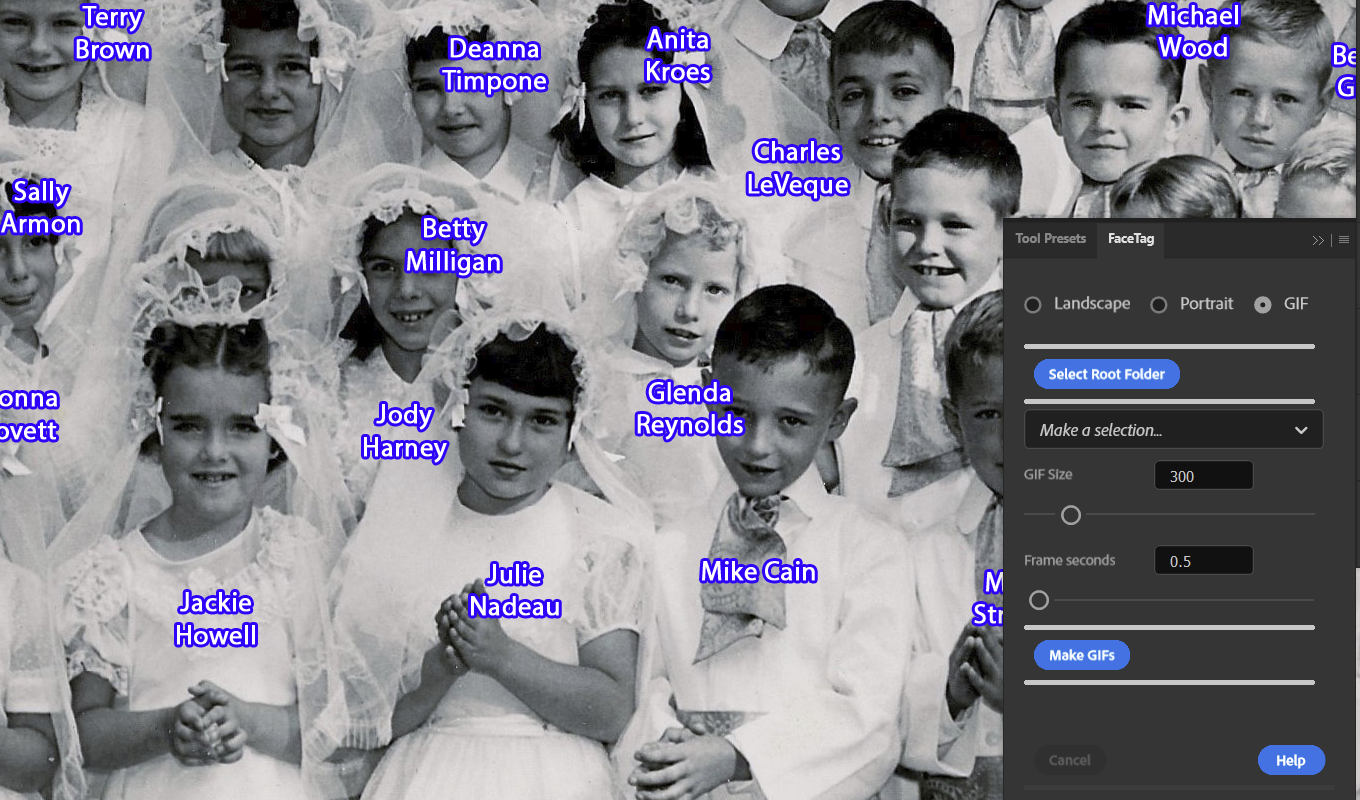 Terry
Brown
Deanna
Timpone
Anita
Kroes
Michael
Wood
Be
G
Charles
LeVeque
Sally
Armon
Betty
Milligan
onna
ovett
Jody
Harney
Glenda
Reynolds
Jackie
Howell
Julie
Nadeau
Mike Cain
M
Str
Tool Presets
FaceTag
Landscape
Portrait
GIF
Select Root Folder
Make a selection...
GIF Size
300
Frame seconds
0.5
Make GIFs
Cancel
Help